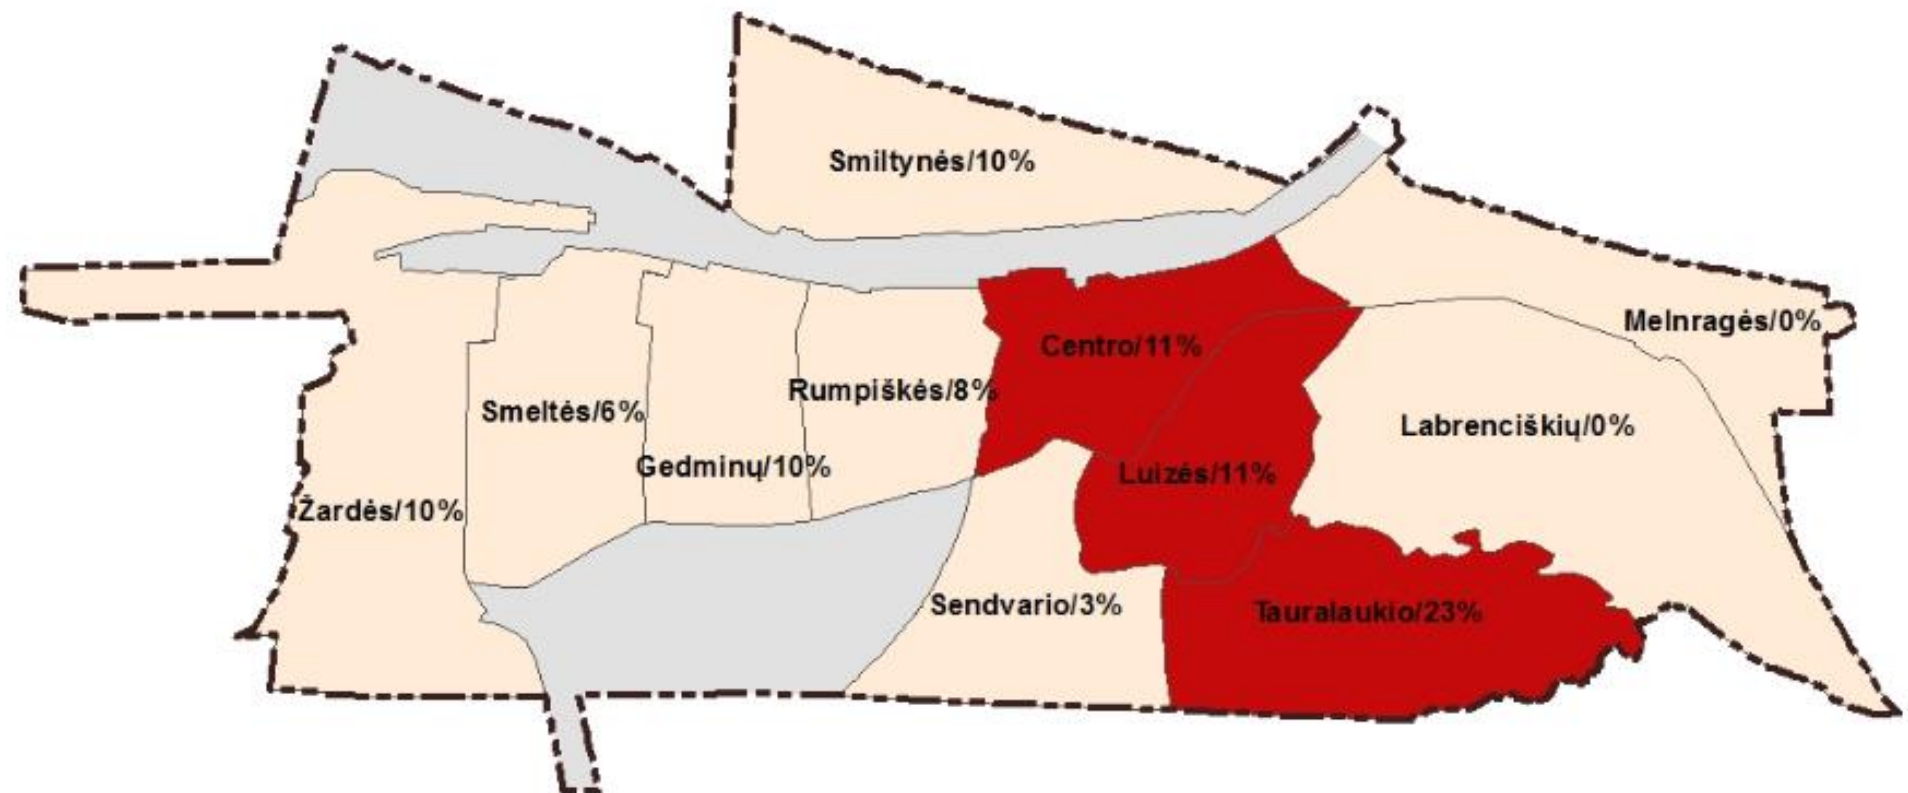 Smiltynės/10%
Melnragės/0%
Centro/11%
Rumpiškės/8%
Smeltės/6%
Labrenciškių/0%
Gedminų/10%
Luizės/11%
Žardės/10%
Sendvario/3%
Tauralaukio/23%